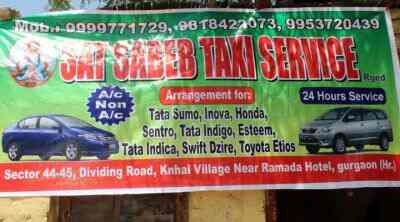 Mob.: 9999771729, 9818422073, 9953720439
SAT SABEB TAXI SERVICE
Rged
A/c
Non
A/c
Arrangement for:
24 Hours Service
Tata Sumo, Inova, Honda,
Sentro, Tata Indigo, Esteem,
Tata Indica, Swift Dzire, Toyota Etios
Sector 44-45, Dividing Road, Knhai Village Near Ramada Hotel, gurgaon (Hr.)